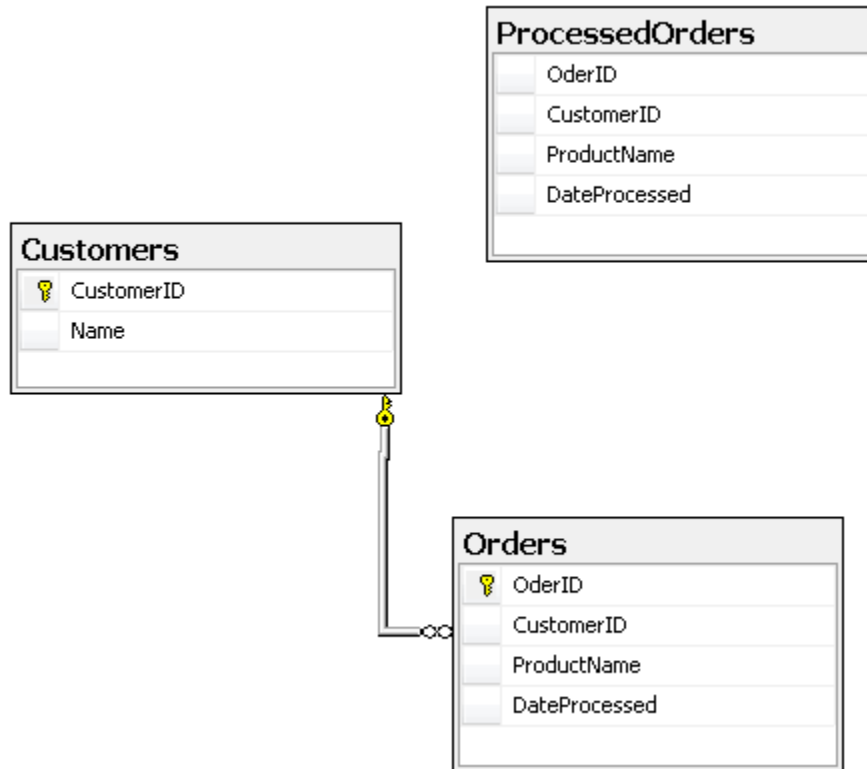 ProcessedOrders
OderID
CustomerID
ProductName
DateProcessed
Customers
CustomerID
Name
Orders
OderID
CustomerID
ProductName
DateProcessed